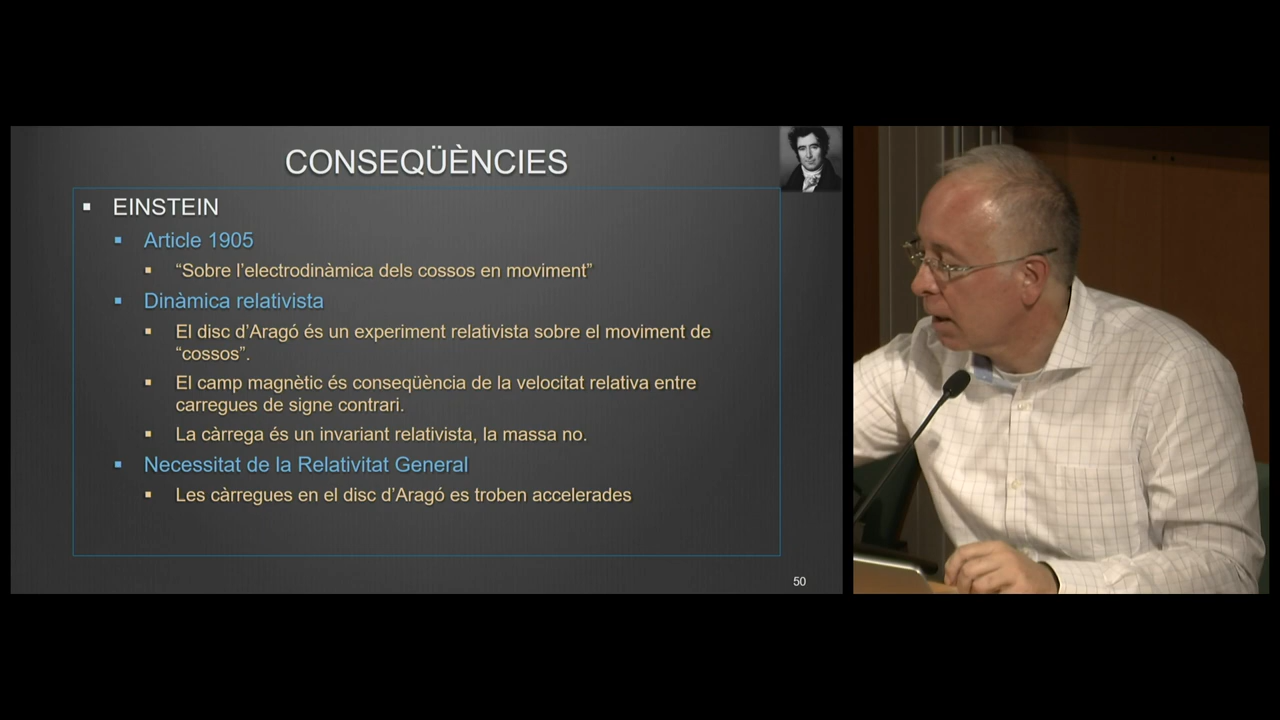 CONSEQÜÈNCIES
EINSTEIN
Article 1905
“Sobre l’electrodinàmica dels cossos en moviment”
Dinàmica relativista
El disc d’Aragó és un experiment relativista sobre el moviment de
“cossos”.
El camp magnètic és conseqüència de la velocitat relativa entre
carregues de signe contrari.
La càrrega és un invariant relativista, la massa no.
Necessitat de la Relativitat General
Les càrregues en el disc d’Aragó es troben accelerades
50